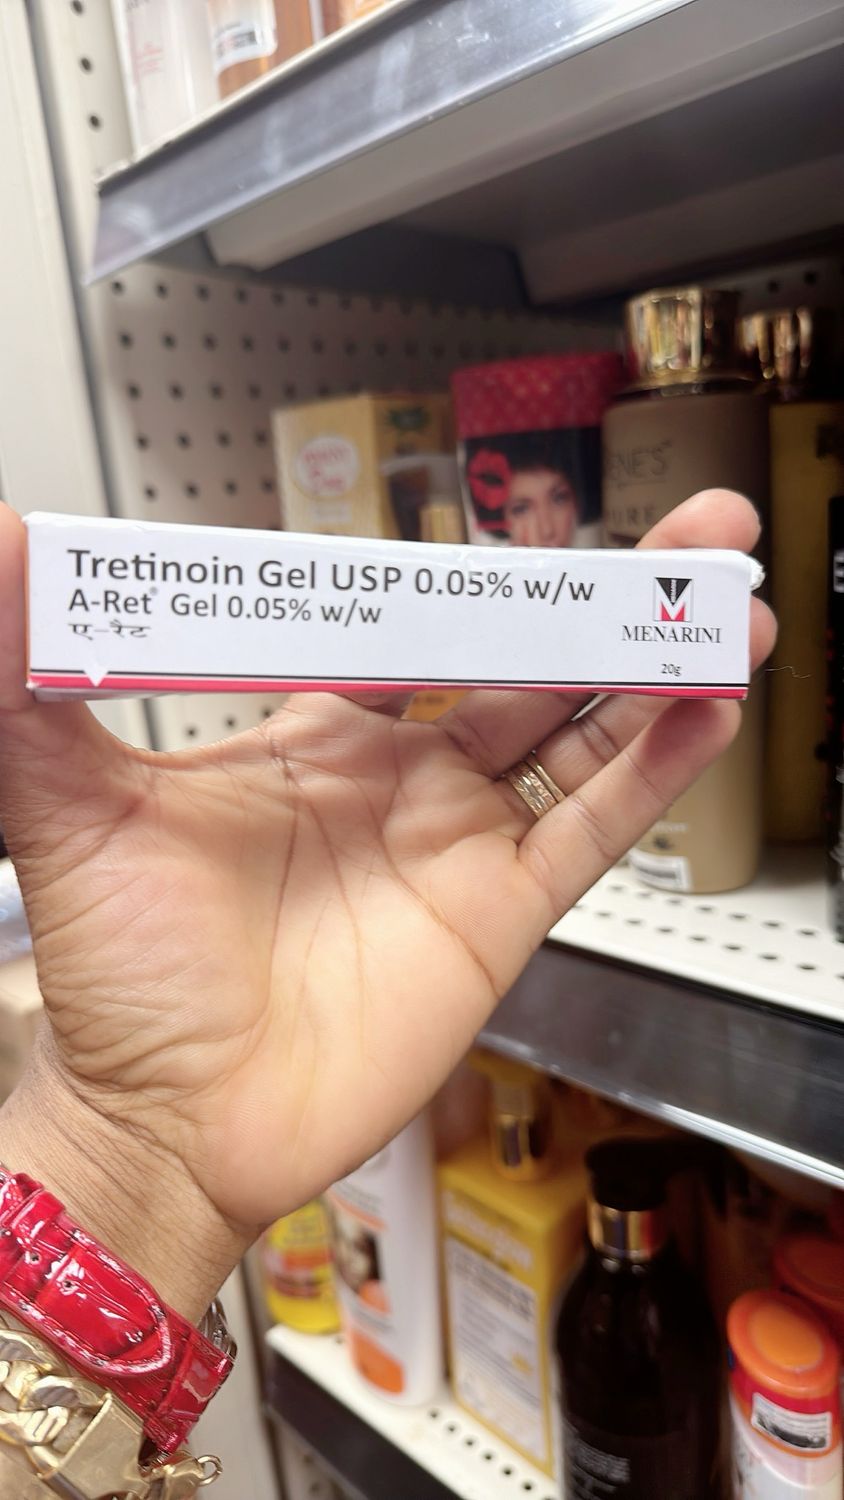 Tretinoin Gel USP 0.05% w/w
A-Ret® Gel 0.05% w/w
ए-रैट
MENARINI
20g